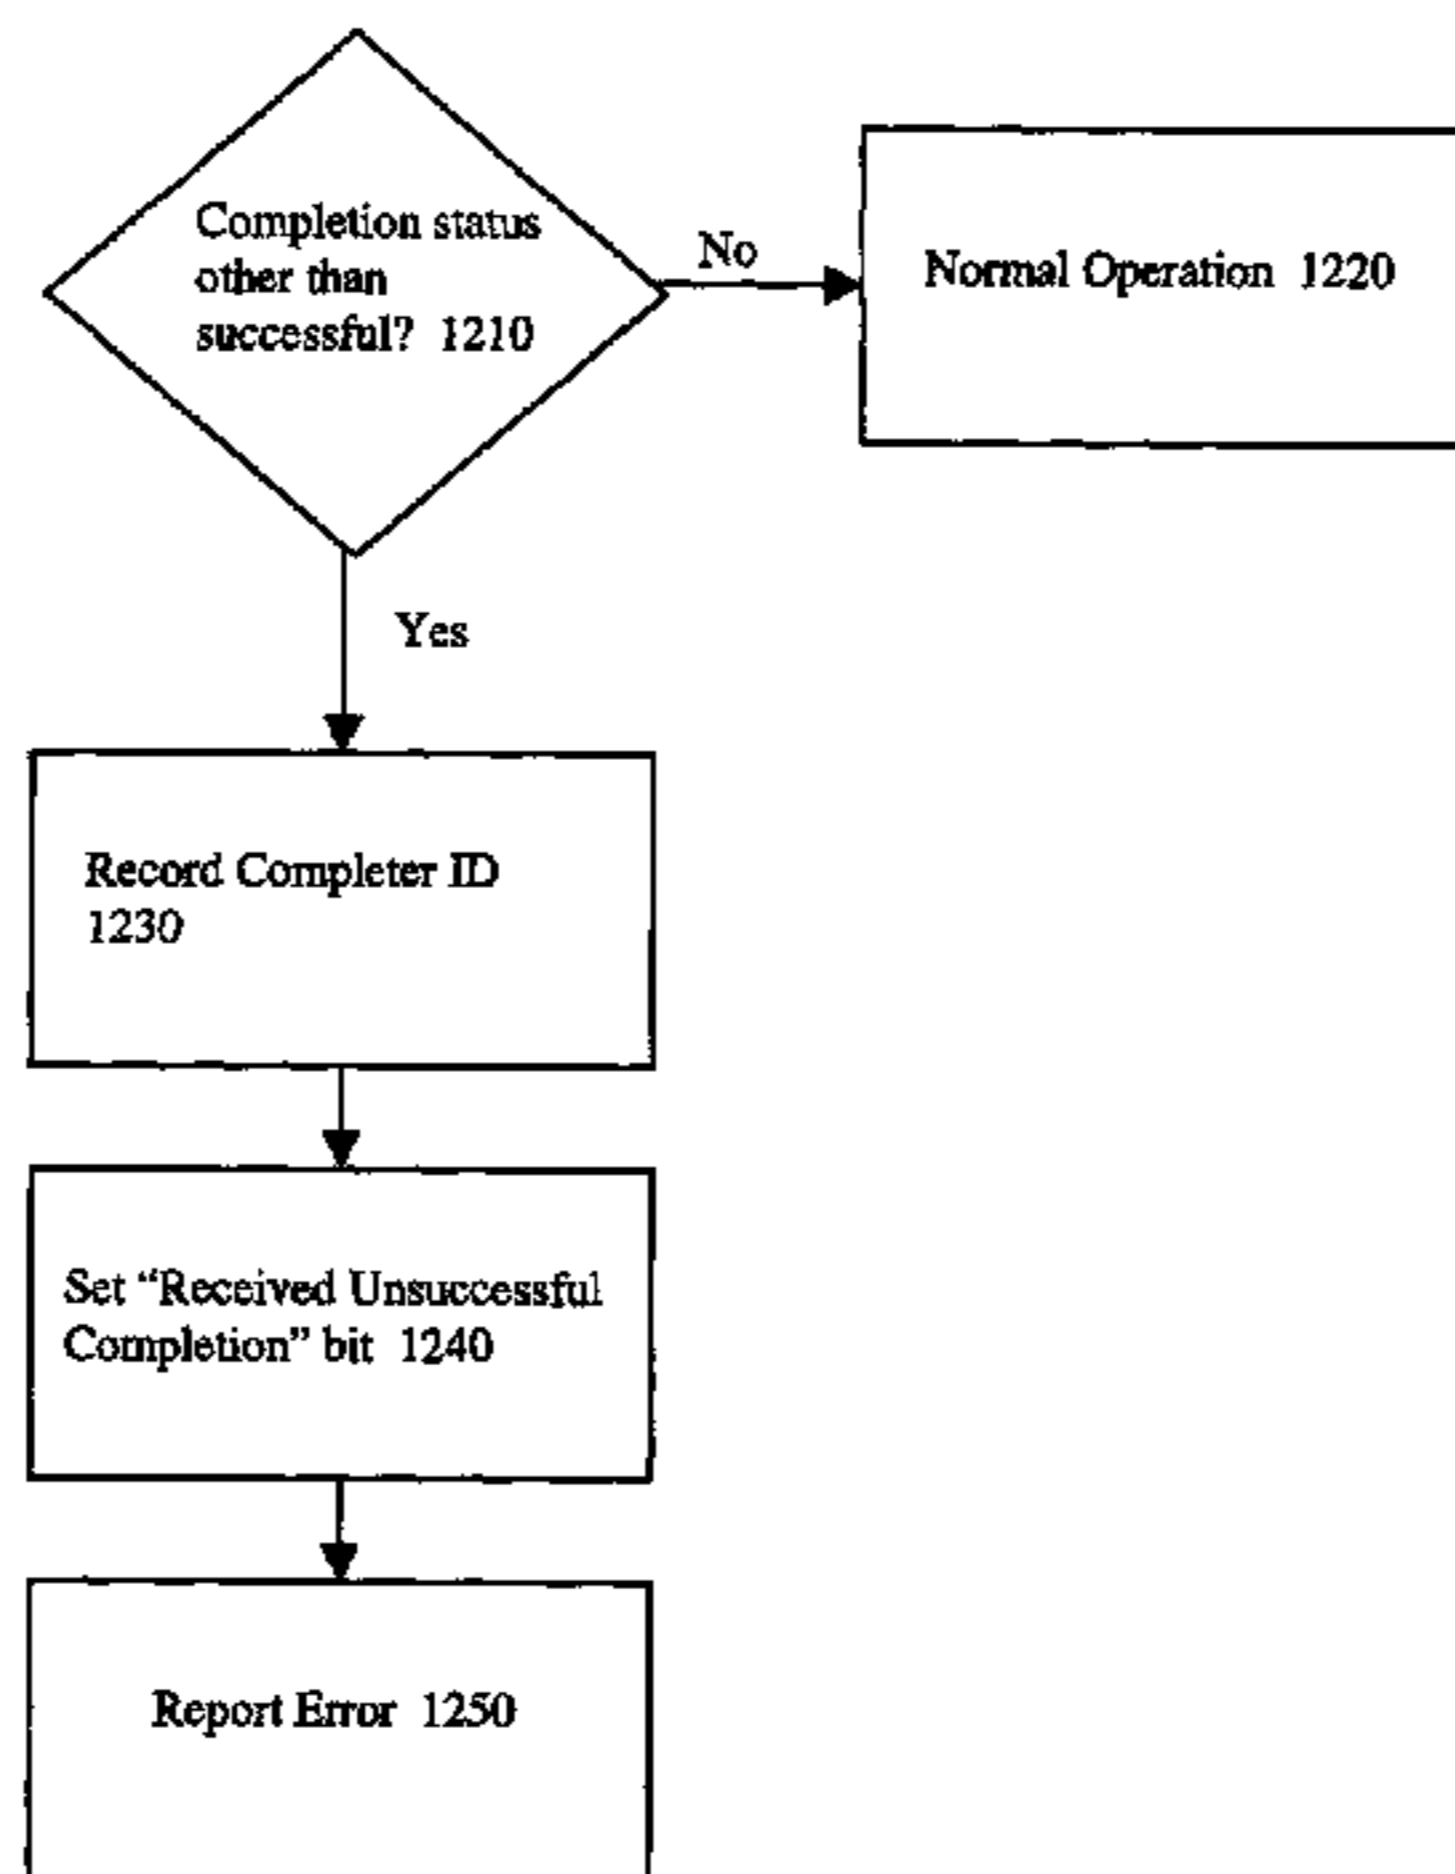 Completion status
other than
successful? 1210
No
Normal Operation 1220
Yes
Record Completer ID
1230
Set “Received Unsuccessful
Completion” bit 1240
Report Error 1250